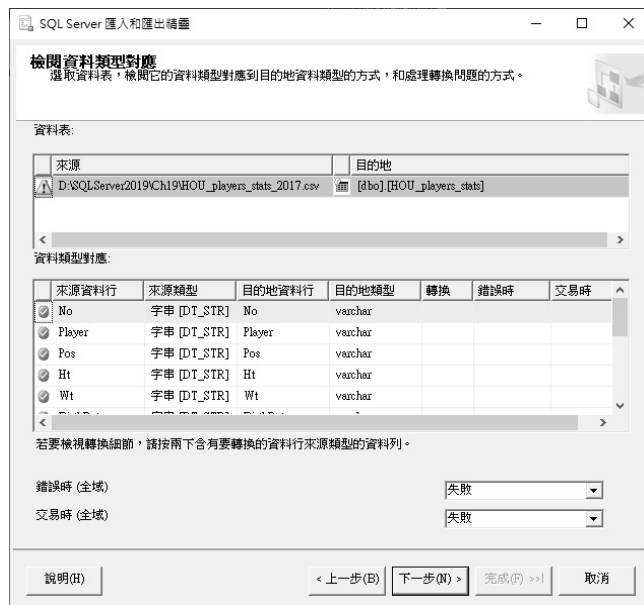 SQL Server 匯入和匯出精靈
檢閱資料類型對應
選取資料表，檢閱它的資料類型對應到目的地資料類型的方式，和處理轉換問題的方式。
資料表:
來源 目的地
D:\SQLServer2019\Ch19\HOU_players_stats_2017.csv [dbo].[HOU_players_stats]
資料類型對應:
來源資料行 來源類型 目的地資料行 目的地類型 轉換 錯誤時 交易時
No 字串 [DT_STR] No varchar
Player 字串 [DT_STR] Player varchar
Pos 字串 [DT_STR] Pos varchar
Ht 字串 [DT_STR] Ht varchar
Wt 字串 [DT_STR] Wt varchar
若要檢視轉換細節，請按兩下含有要轉換的資料行來源類型的資料列。
錯誤時 (全域) 失敗
交易時 (全域) 失敗
說明(H) < 上一步(B) 下一步(N) > 完成(F) >>| 取消